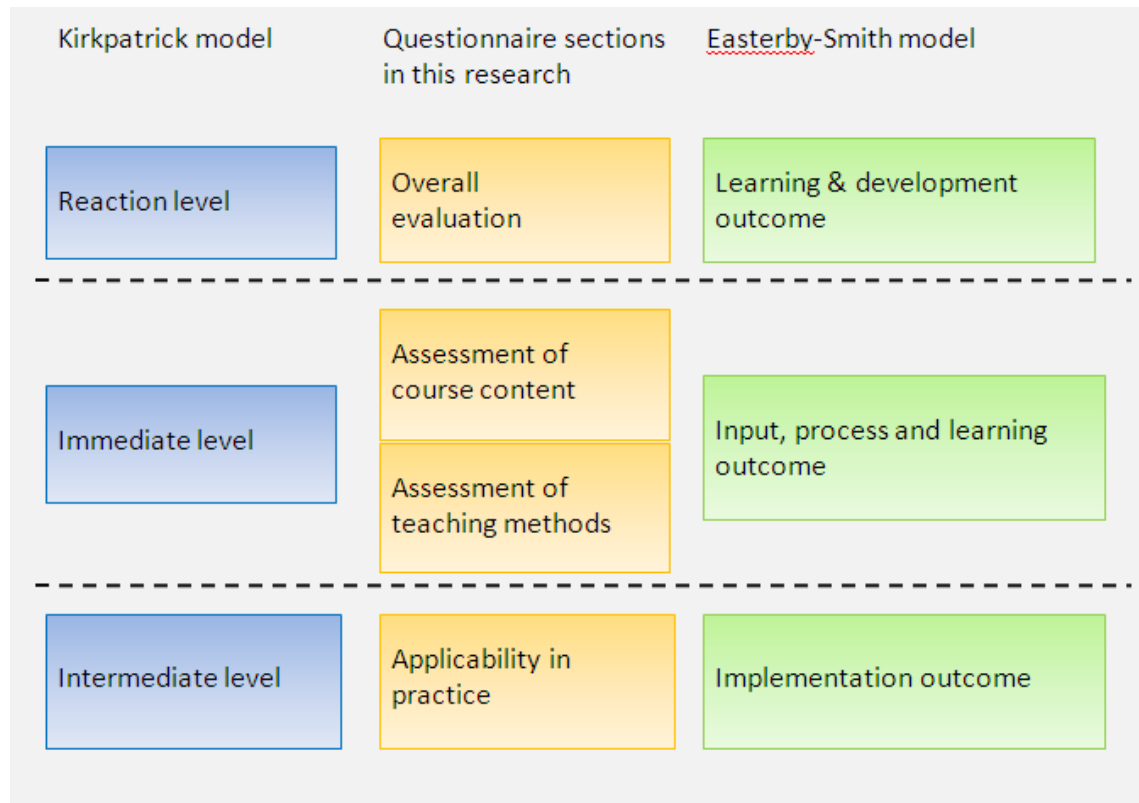 Kirkpatrick model
Questionnaire sections
in this research
Easterby-Smith model
Reaction level
Overall
evaluation
Learning & development
outcome
Immediate level
Assessment of
course content
Assessment of
teaching methods
Input, process and learning
outcome
Intermediate level
Applicability in
practice
Implementation outcome